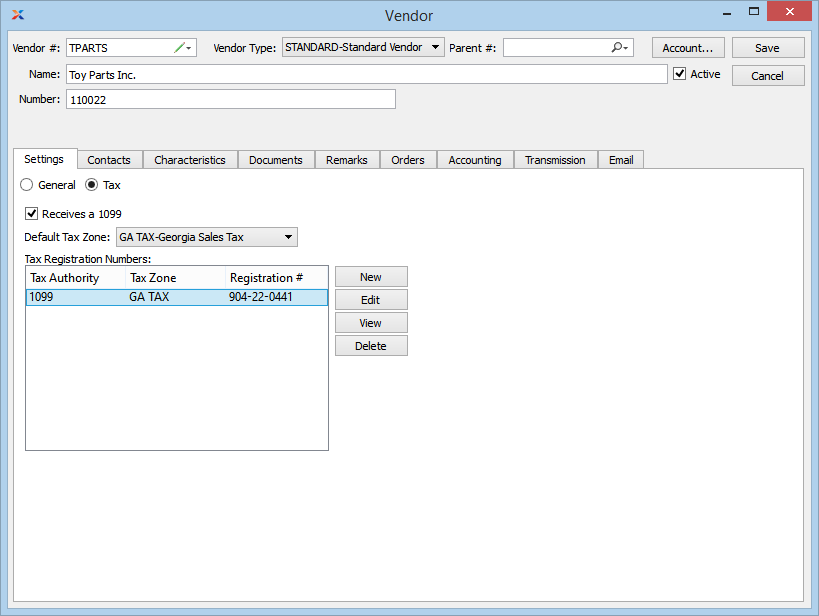 Vendor
Vendor #: TPARTS Vendor Type: STANDARD-Standard Vendor Parent #: Account... Save
Name: Toy Parts Inc. Active Cancel
Number: 110022
Settings Contacts Characteristics Documents Remarks Orders Accounting Transmission Email
General Tax
Receives a 1099
Default Tax Zone: GA TAX-Georgia Sales Tax
Tax Registration Numbers:
Tax Authority Tax Zone Registration # New
1099 GA TAX 904-22-0441 Edit
View
Delete